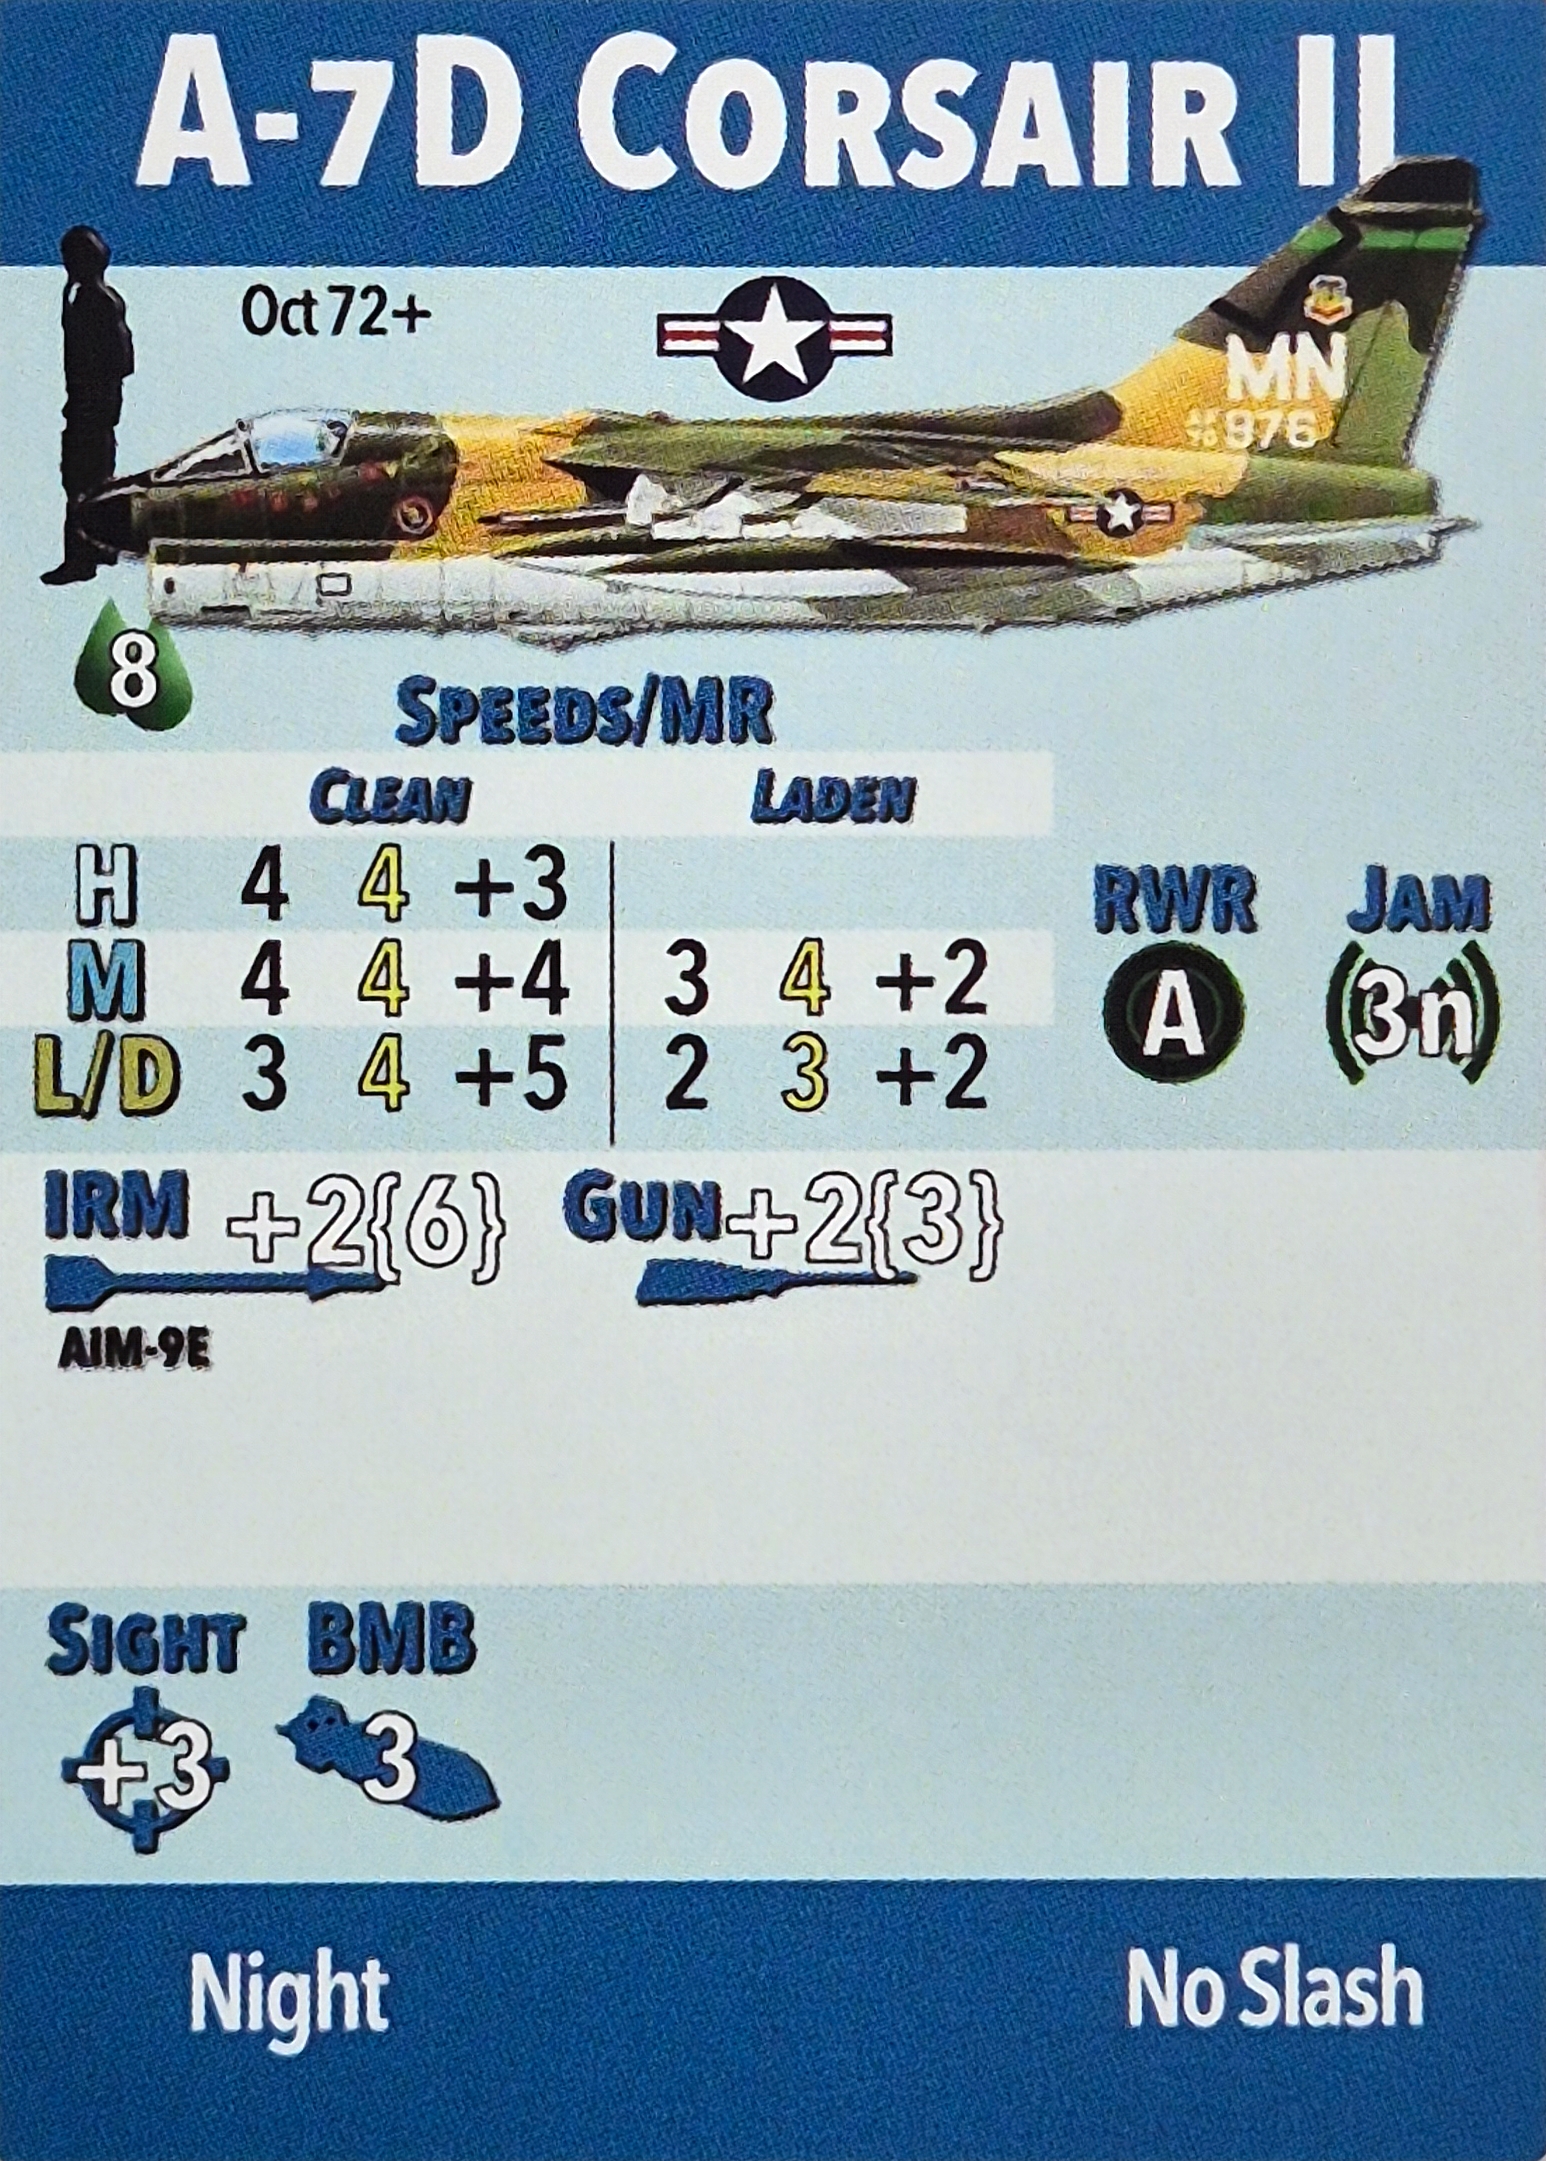 A-7D CORSAIR II
Oct 72+
MN
976
8
SPEEDS/MR
CLEAN LADEN
H 4 4 +3
M 4 4 +4 3 4 +2
L/D 3 4 +5 2 3 +2
RWR JAM
A 3n
IRM +2{6} GUN +2{3}
AIM-9E
SIGHT BMB
+3 3
Night No Slash